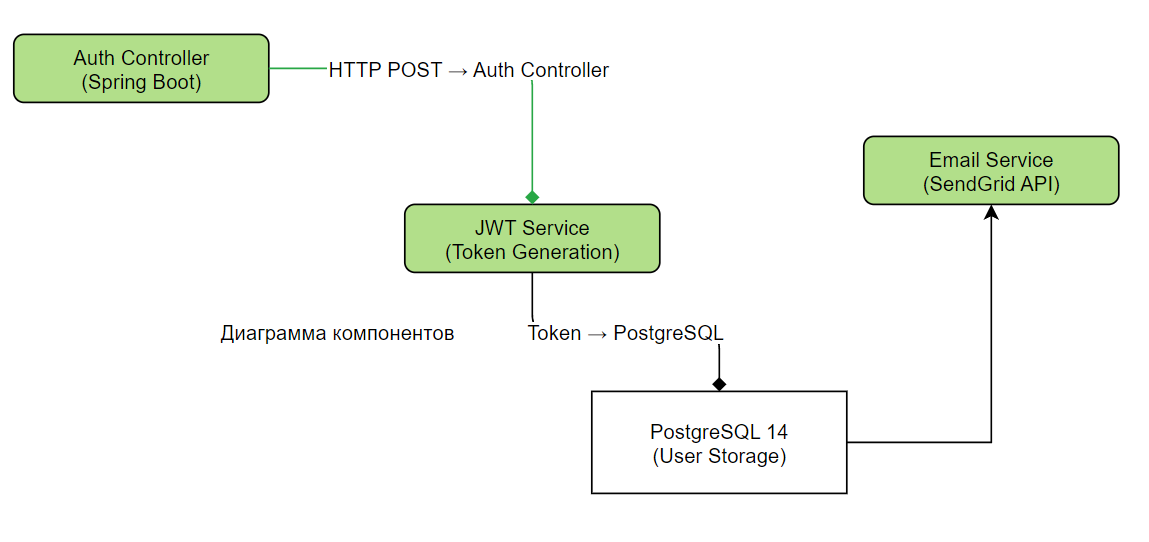 Auth Controller
(Spring Boot)
HTTP POST → Auth Controller
Email Service
(SendGrid API)
JWT Service
(Token Generation)
Диаграмма компонентов
Token → PostgreSQL
PostgreSQL 14
(User Storage)